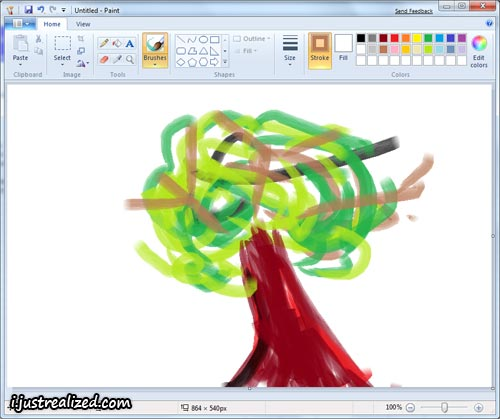 Untitled - Paint
Send Feedback
Home View
Paste Select Brushes Outline Fill Size Stroke Fill Edit colors
Clipboard Image Tools Shapes Colors
A
i.justrealized.com
864 × 540px
100%